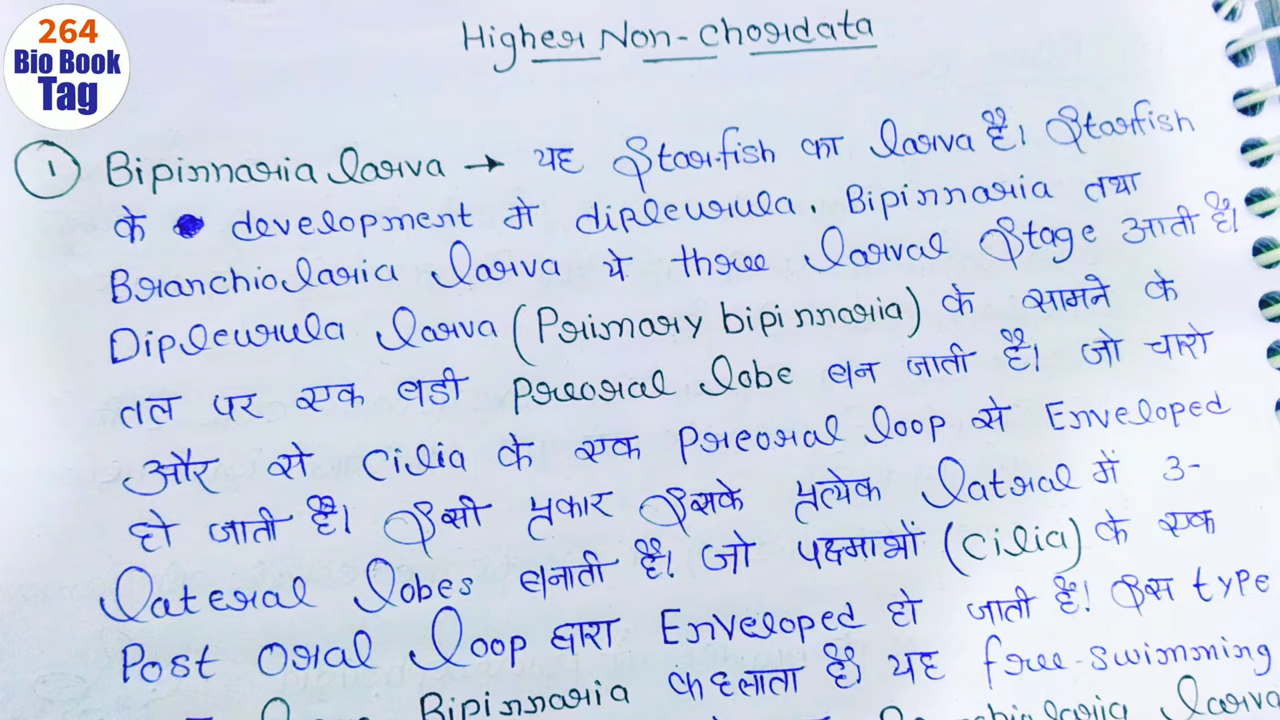 264
Bio Book
Tag
Higher Non-Chordata
① Bipinnaria larva → यह Starfish का larva है। Starfish
के development मे dipleurula. Bipinnaria तथा
Branchiolaria larva ये three larval Stage आती है।
Dipleurula larva (Primary bipinnaria) के सामने के
तल पर एक बडी Preoral lobe बन जाती है। जो चारो
और से cilia के एक Preoral loop से Enveloped
हो जाती है। इसी प्रकार इसके प्रत्येक latral में 3-
lateral lobes बनाती है। जो पक्ष्माभों (cilia) के एक
Post oral loop द्वारा Enveloped हो जाती है। इस type
Bipinnaria कहलाता है। यह free-swimming
larva